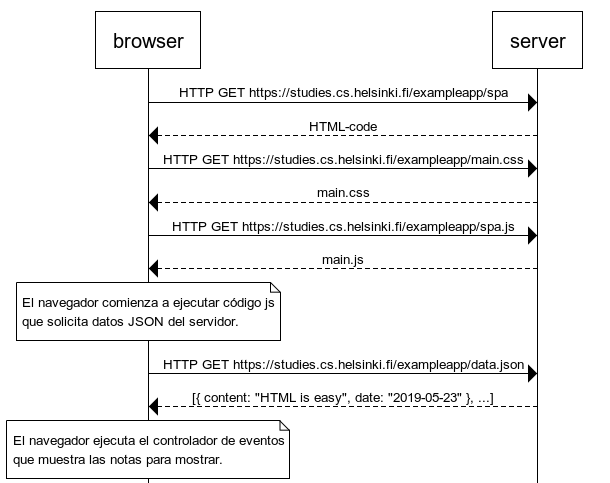 browser
server
HTTP GET https://studies.cs.helsinki.fi/exampleapp/spa
HTML-code
HTTP GET https://studies.cs.helsinki.fi/exampleapp/main.css
main.css
HTTP GET https://studies.cs.helsinki.fi/exampleapp/spa.js
main.js
El navegador comienza a ejecutar código js
que solicita datos JSON del servidor.
HTTP GET https://studies.cs.helsinki.fi/exampleapp/data.json
[{ content: "HTML is easy", date: "2019-05-23" }, ...]
El navegador ejecuta el controlador de eventos
que muestra las notas para mostrar.